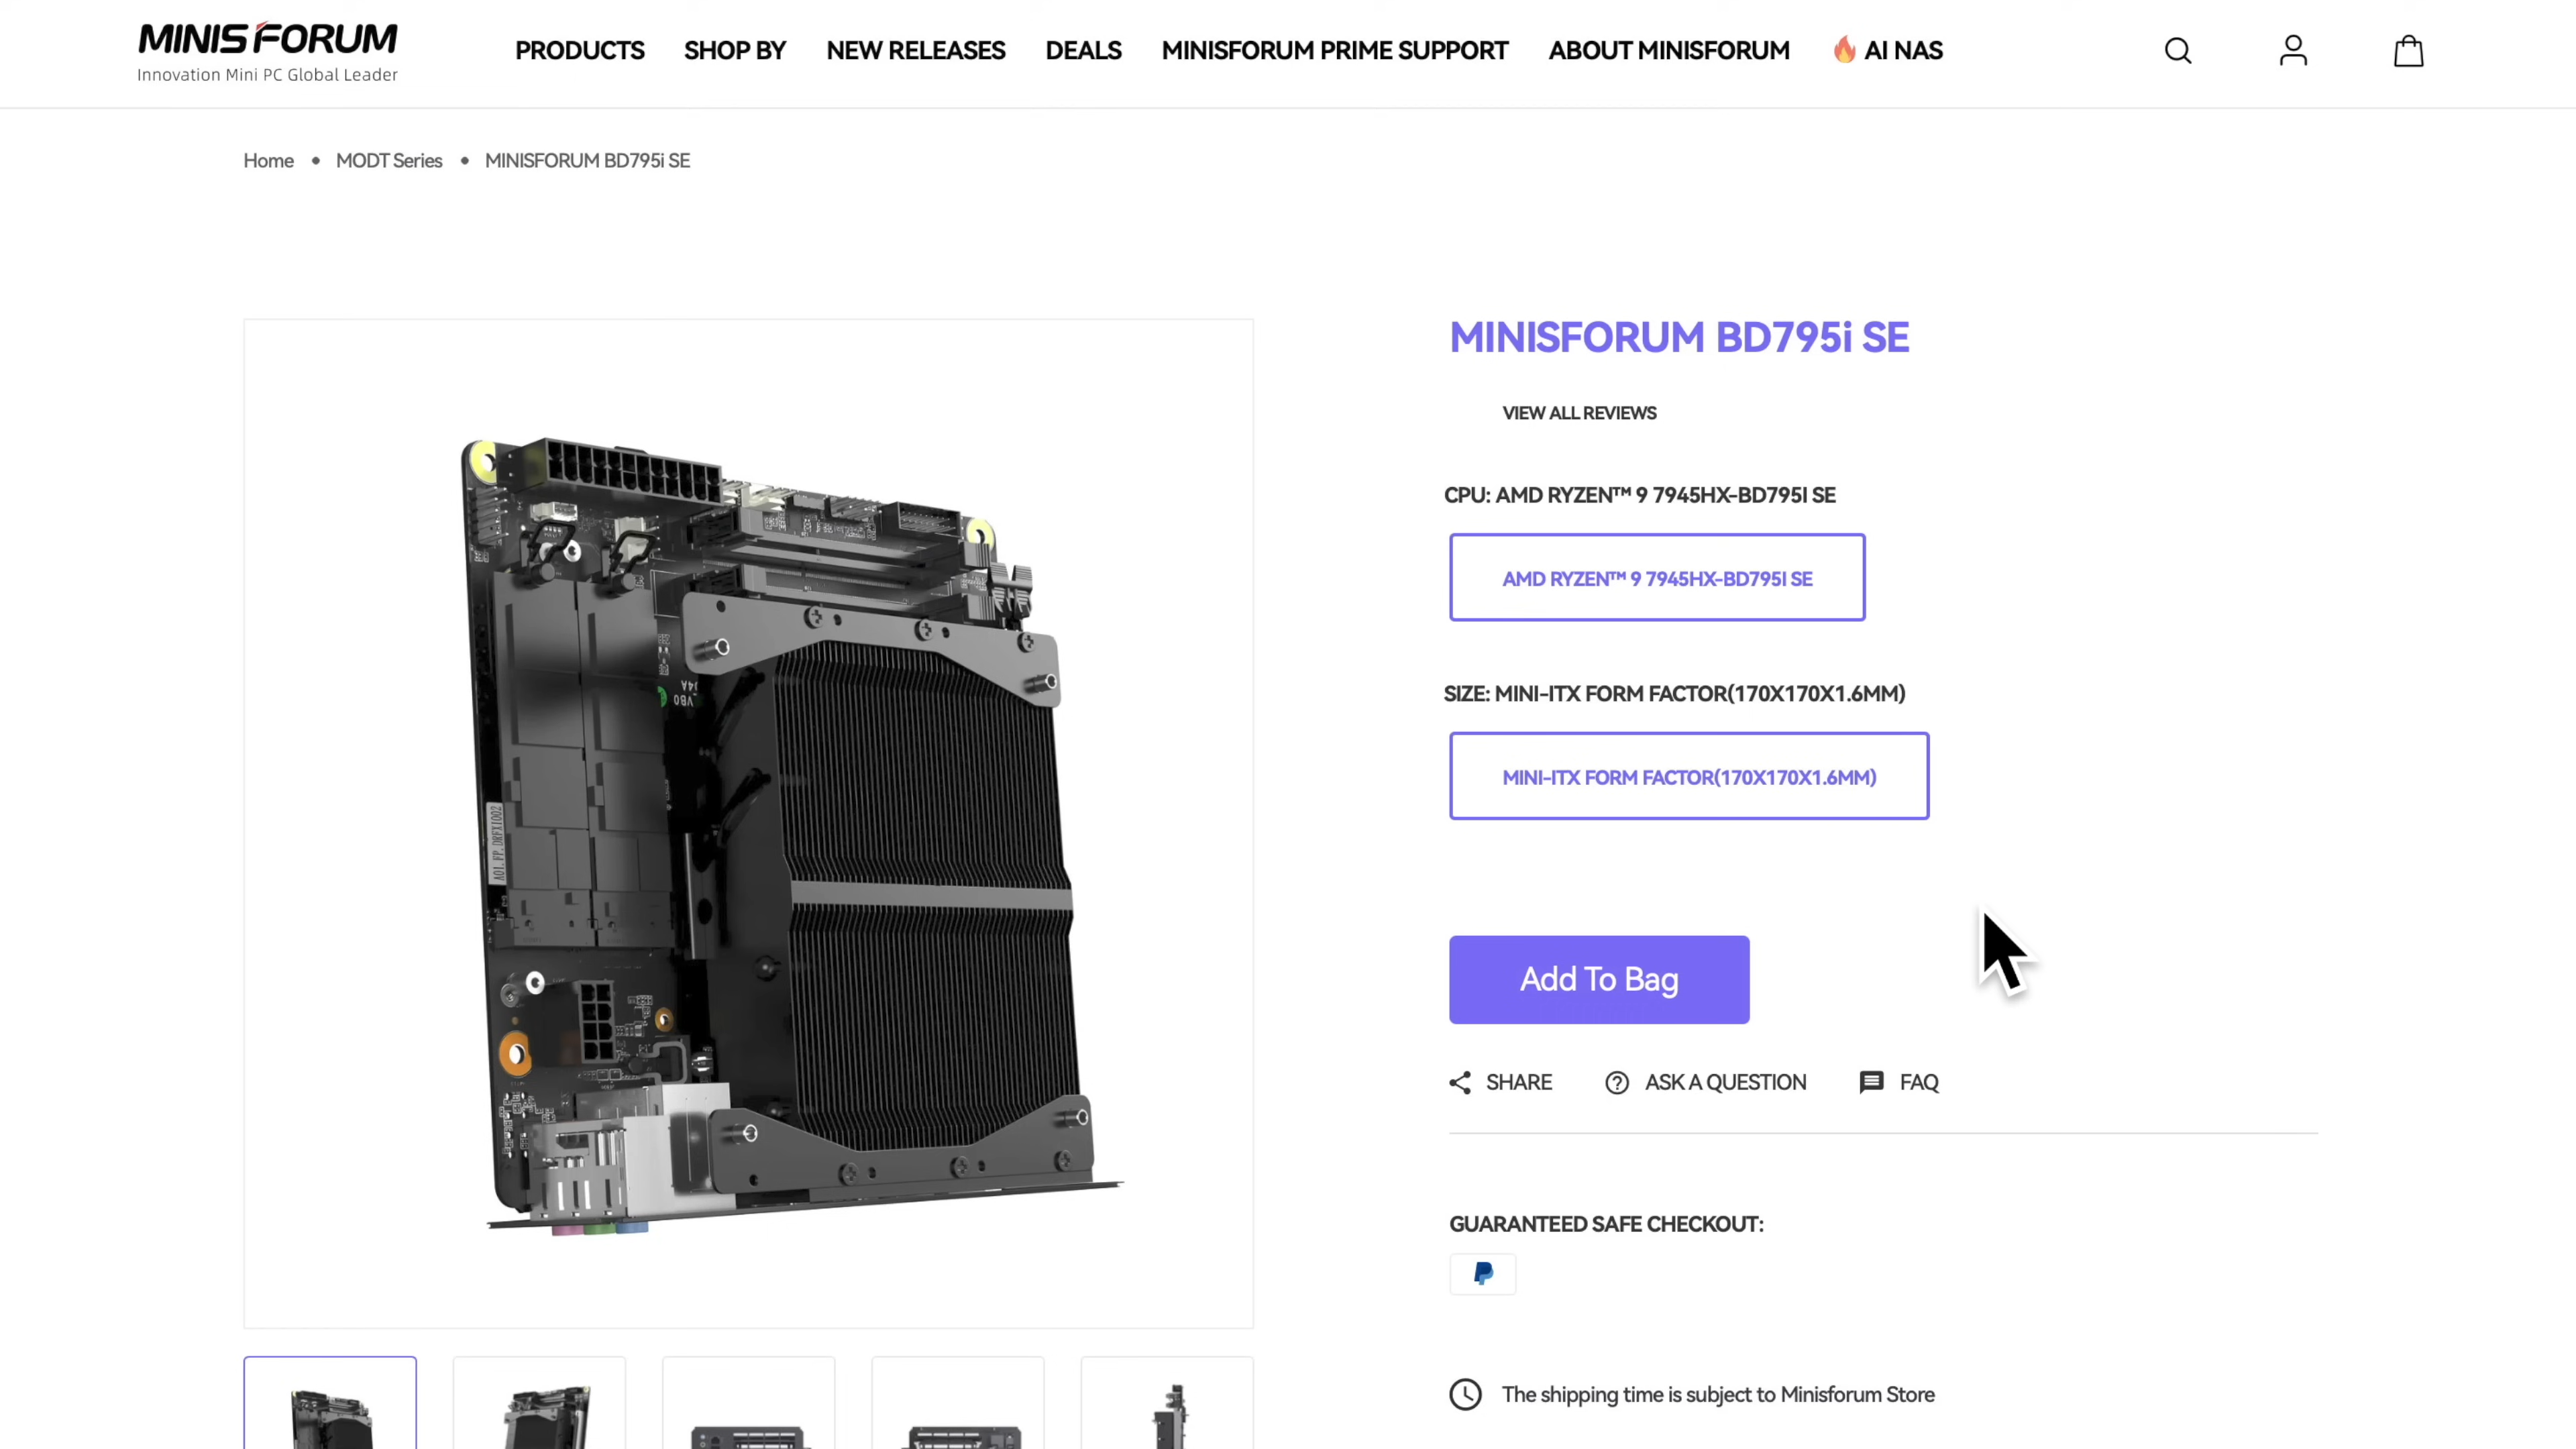 MINISFORUM
Innovation Mini PC Global Leader
PRODUCTS
SHOP BY
NEW RELEASES
DEALS
MINISFORUM PRIME SUPPORT
ABOUT MINISFORUM
AI NAS
Home • MODT Series • MINISFORUM BD795i SE
MINISFORUM BD795i SE
VIEW ALL REVIEWS
CPU: AMD RYZEN™ 9 7945HX-BD795I SE
AMD RYZEN™ 9 7945HX-BD795I SE
SIZE: MINI-ITX FORM FACTOR(170X170X1.6MM)
MINI-ITX FORM FACTOR(170X170X1.6MM)
Add To Bag
SHARE
ASK A QUESTION
FAQ
GUARANTEED SAFE CHECKOUT:
The shipping time is subject to Minisforum Store